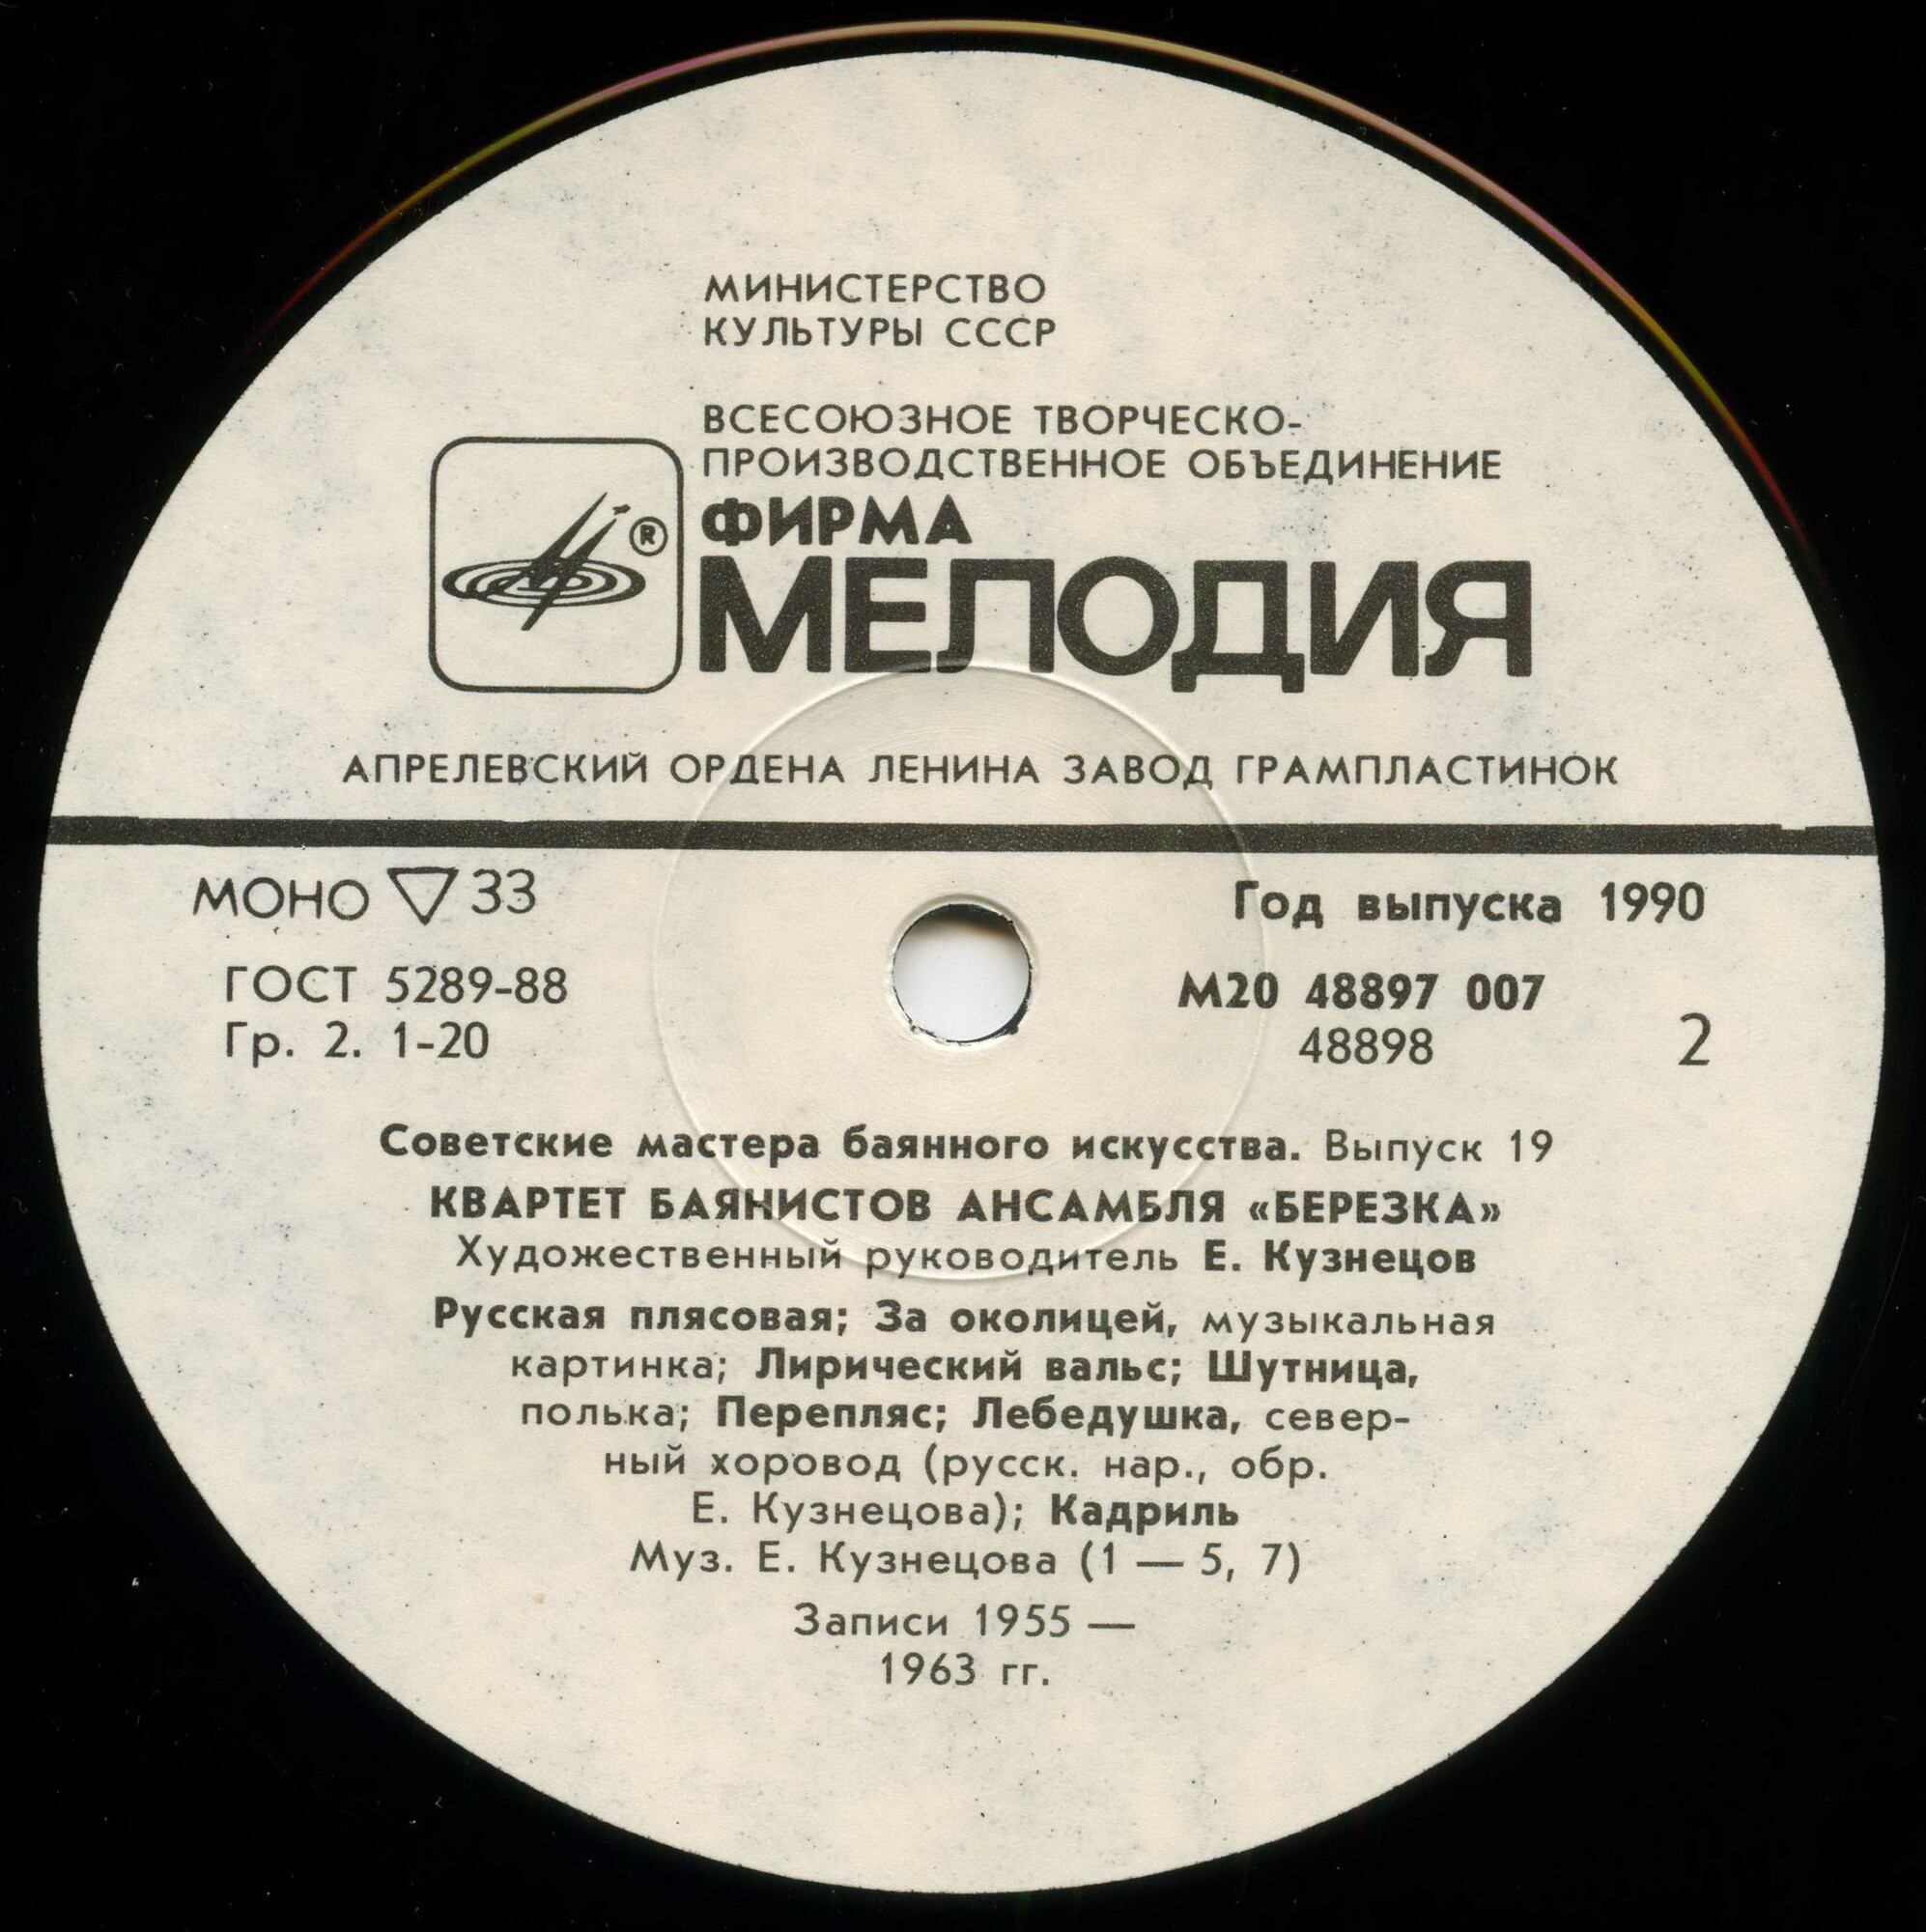 МИНИСТЕРСТВО
КУЛЬТУРЫ СССР
ВСЕСОЮЗНОЕ ТВОРЧЕСКО-
ПРОИЗВОДСТВЕННОЕ ОБЪЕДИНЕНИЕ
ФИРМА
®
МЕЛОДИЯ
АПРЕЛЕВСКИЙ ОРДЕНА ЛЕНИНА ЗАВОД ГРАМПЛАСТИНОК
МОНО ▽ 33
Год выпуска 1990
ГОСТ 5289-88
М20 48897 007
Гр. 2. 1-20
48898
2
Советские мастера баянного искусства. Выпуск 19
КВАРТЕТ БАЯНИСТОВ АНСАМБЛЯ «БЕРЕЗКА»
Художественный руководитель Е. Кузнецов
Русская плясовая; За околицей, музыкальная
картинка; Лирический вальс; Шутница,
полька; Перепляс; Лебедушка, север-
ный хоровод (русск. нар., обр.
Е. Кузнецова); Кадриль
Муз. Е. Кузнецова (1 — 5, 7)
Записи 1955 —
1963 гг.